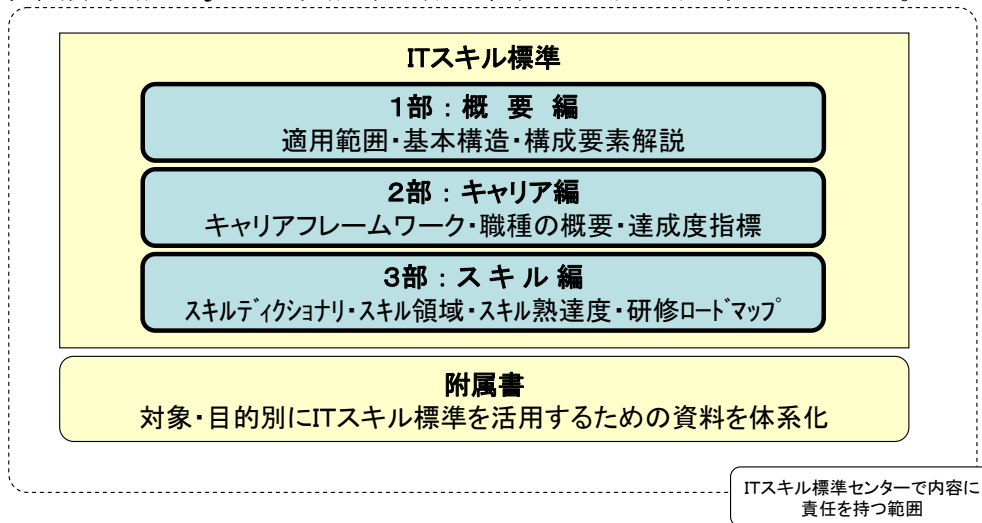 ITスキル標準
1部：概 要 編
適用範囲・基本構造・構成要素解説
2部：キャリア編
キャリアフレームワーク・職種の概要・達成度指標
3部：ス キ ル 編
スキルディクショナリ・スキル領域・スキル熟達度・研修ロードマップ
附属書
対象・目的別にITスキル標準を活用するための資料を体系化
ITスキル標準センターで内容に
責任を持つ範囲